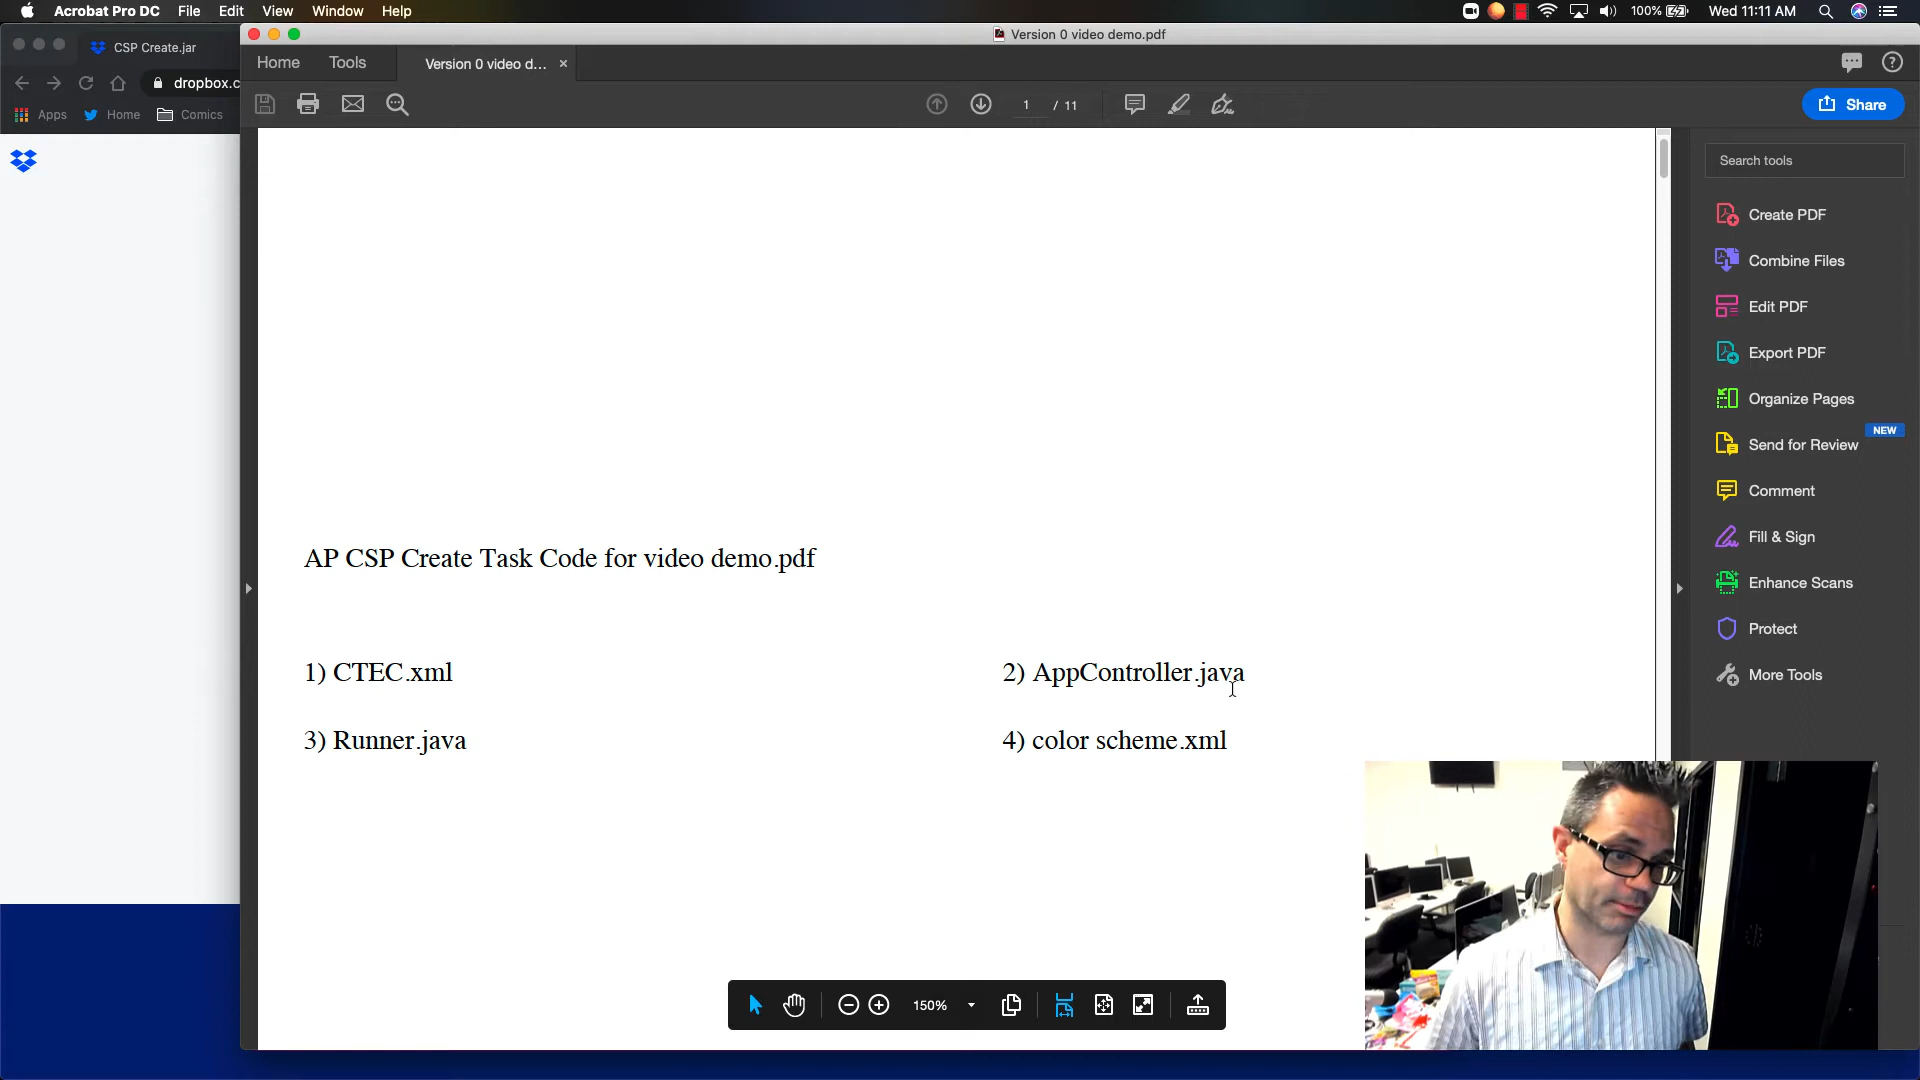 Acrobat Pro DC File Edit View Window Help
100% Wed 11:11 AM
CSP Create.jar
Version 0 video demo.pdf
Home Tools Version 0 video d... ×
dropbox.c
1 / 11
Share
Apps Home Comics
Search tools
Create PDF
Combine Files
Edit PDF
Export PDF
Organize Pages
NEW
Send for Review
Comment
Fill & Sign
Enhance Scans
Protect
More Tools
AP CSP Create Task Code for video demo.pdf
1) CTEC.xml 2) AppController.java
3) Runner.java 4) color scheme.xml
150%